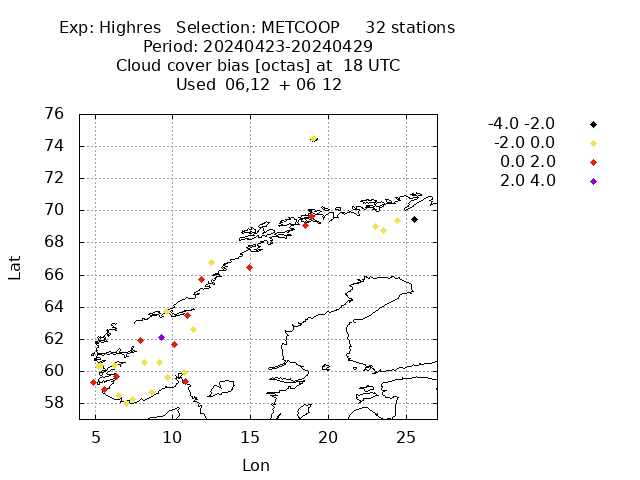 Exp: Highres   Selection: METCOOP     32 stations
Period: 20240423-20240429
Cloud cover bias [octas] at  18 UTC
Used  06,12  + 06 12
76
74
72
70
68
66
64
62
60
58
5 10 15 20 25
Lat
Lon
-4.0 -2.0
-2.0 0.0
0.0 2.0
2.0 4.0